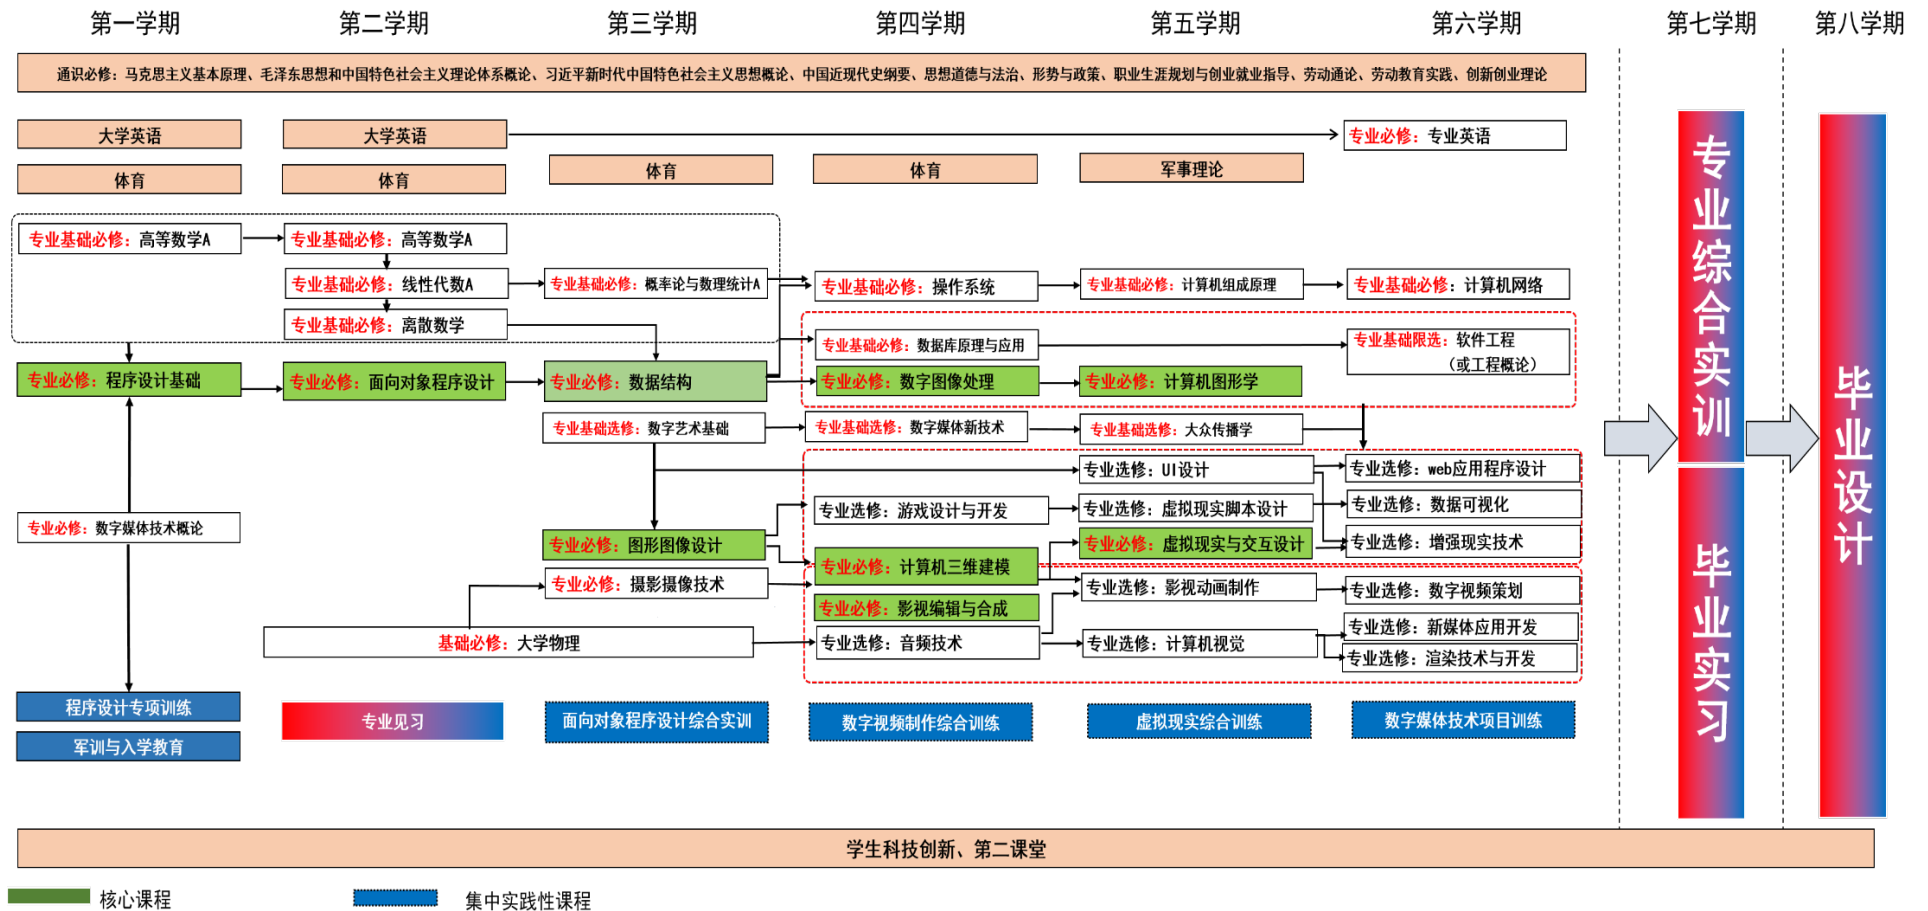 第一学期
第二学期
第三学期
第四学期
第五学期
第六学期
第七学期
第八学期
通识必修：马克思主义基本原理、毛泽东思想和中国特色社会主义理论体系概论、习近平新时代中国特色社会主义思想概论、中国近现代史纲要、思想道德与法治、形势与政策、职业生涯规划与创业就业指导、劳动通论、劳动教育实践、创新创业理论
大学英语
大学英语
专业必修：专业英语
体育
体育
体育
体育
军事理论
专业基础必修：高等数学A
专业基础必修：高等数学A
专业基础必修：线性代数A
专业基础必修：概率论与数理统计A
专业基础必修：操作系统
专业基础必修：计算机组成原理
专业基础必修：计算机网络
专业基础必修：离散数学
专业基础必修：数据库原理与应用
专业基础限选：软件工程
（或工程概论）
专业必修：程序设计基础
专业必修：面向对象程序设计
专业必修：数据结构
专业必修：数字图像处理
专业必修：计算机图形学
专业基础选修：数字艺术基础
专业基础选修：数字媒体新技术
专业基础选修：大众传播学
专业选修：UI设计
专业选修：web应用程序设计
专业选修：游戏设计与开发
专业选修：虚拟现实脚本设计
专业选修：数据可视化
专业必修：数字媒体技术概论
专业必修：图形图像设计
专业必修：计算机三维建模
专业必修：虚拟现实与交互设计
专业选修：增强现实技术
专业必修：摄影摄像技术
专业必修：影视编辑与合成
专业选修：影视动画制作
专业选修：数字视频策划
基础必修：大学物理
专业选修：音频技术
专业选修：计算机视觉
专业选修：新媒体应用开发
专业选修：渲染技术与开发
程序设计专项训练
军训与入学教育
专业见习
面向对象程序设计综合实训
数字视频制作综合训练
虚拟现实综合训练
数字媒体技术项目训练
专业综合实训
毕业实习
毕业设计
学生科技创新、第二课堂
核心课程
集中实践性课程